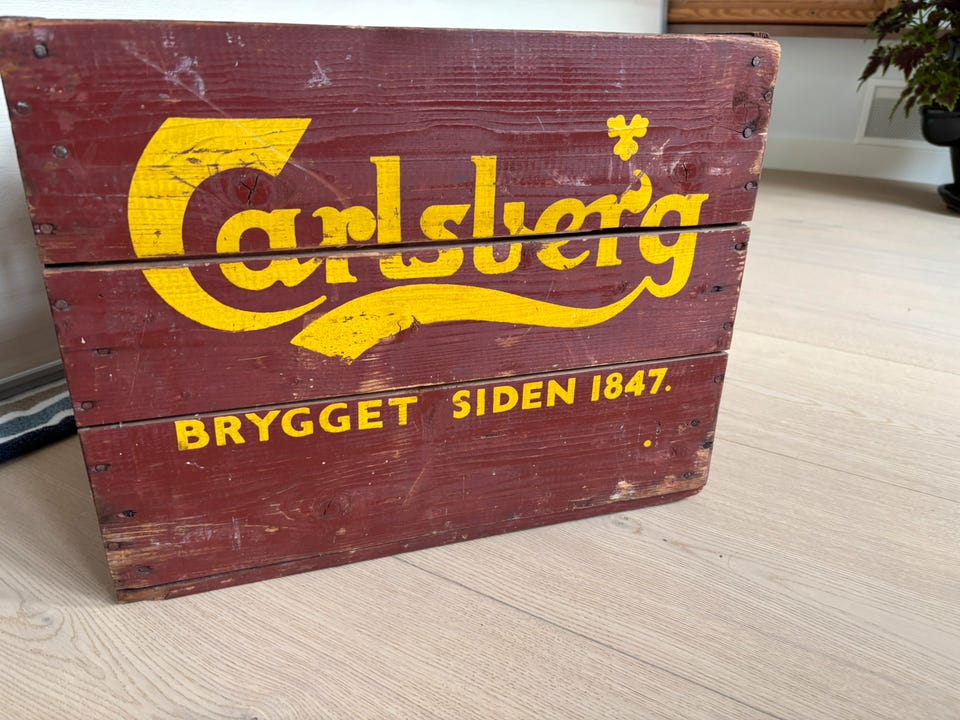 Carlsberg
BRYGGET SIDEN 1847.